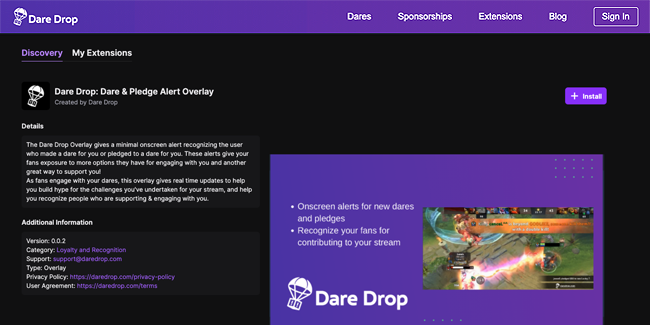 Dare Drop
Dares
Sponsorships
Extensions
Blog
Sign In
Discovery
My Extensions
Dare Drop: Dare & Pledge Alert Overlay
Created by Dare Drop
+ Install
Details
The Dare Drop Overlay gives a minimal onscreen alert recognizing the user
who made a dare for you or pledged to a dare for you. These alerts give your
fans exposure to more options they have for engaging with you and another
great way to support you!
As fans engage with your dares, this overlay gives real time updates to help
you build hype for the challenges you've undertaken for your stream, and help
you recognize people who are supporting & engaging with you.
Additional Information
Version: 0.0.2
Category: Loyalty and Recognition
Support: support@daredrop.com
Type: Overlay
Privacy Policy: https://daredrop.com/privacy-policy
User Agreement: https://daredrop.com/terms
• Onscreen alerts for new dares
and pledges
• Recognize your fans for
contributing to your stream
Dare Drop